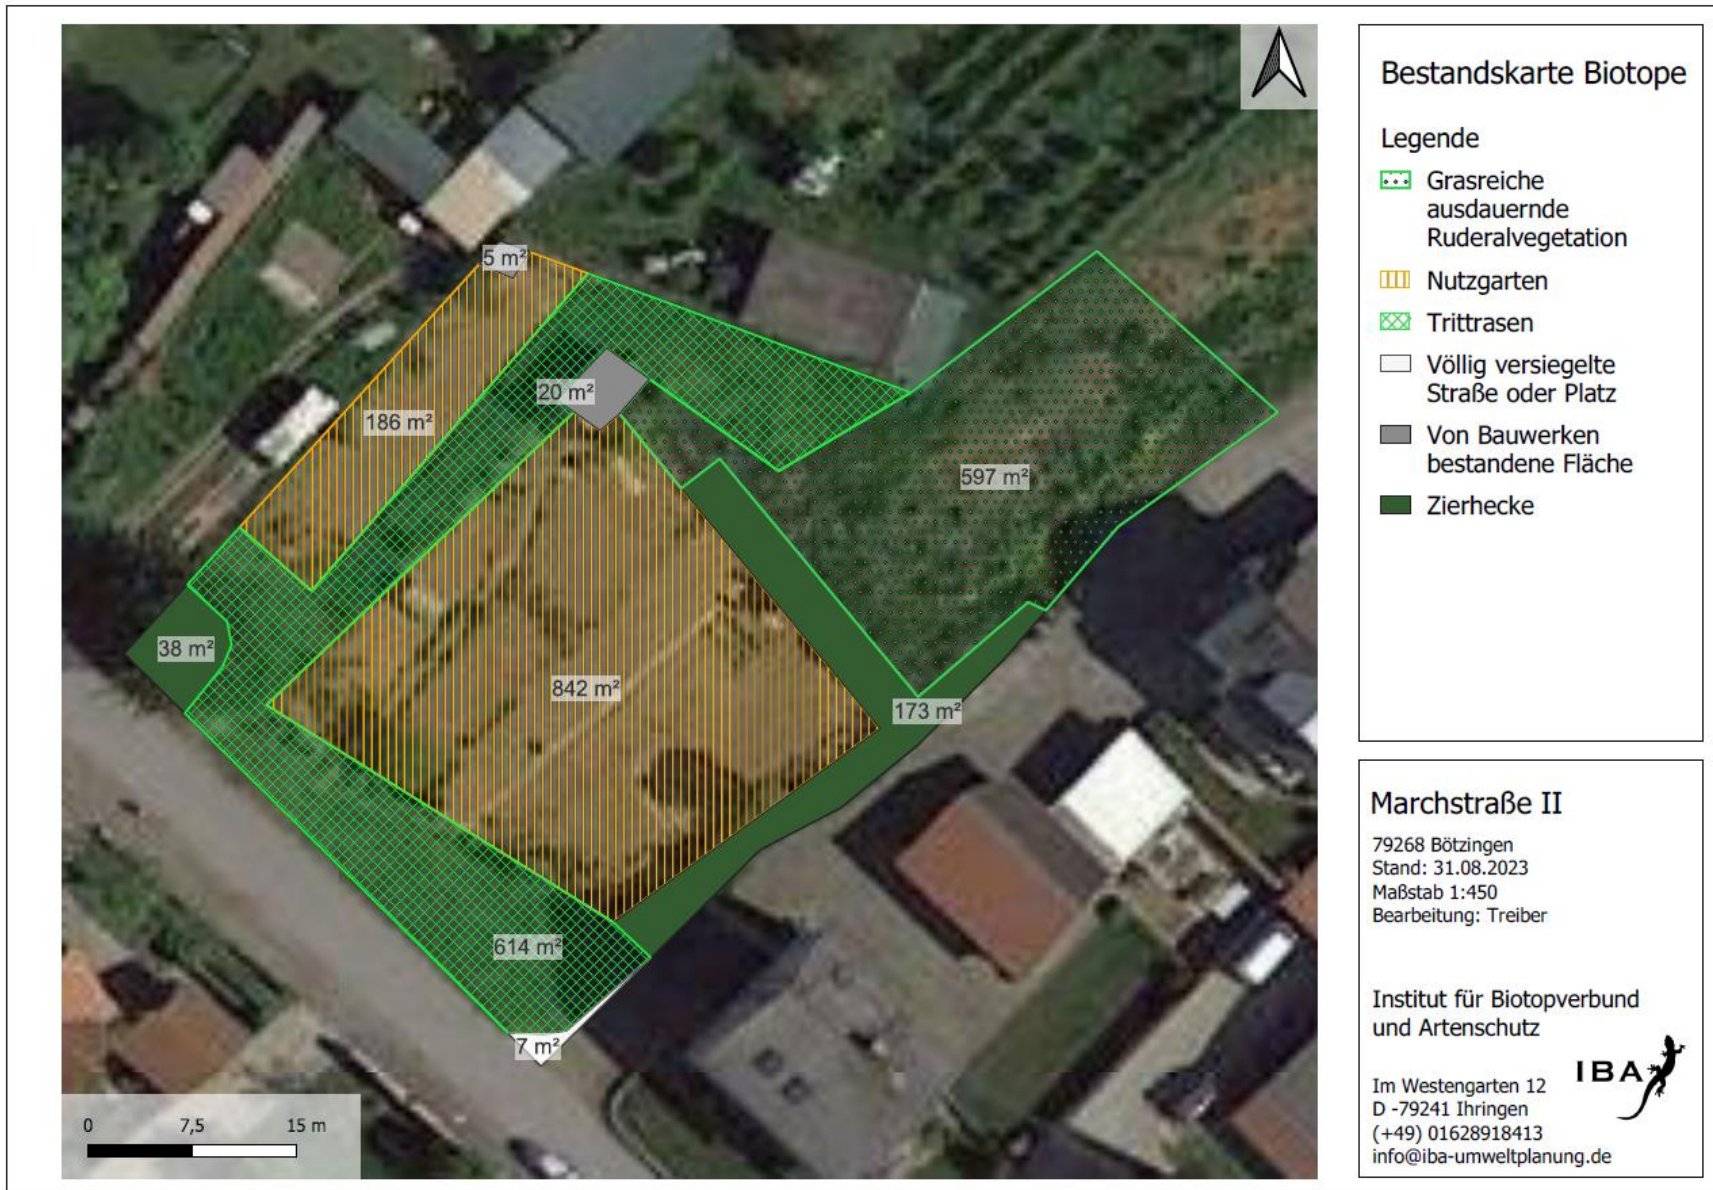 5 m²
20 m²
186 m²
597 m²
38 m²
842 m²
173 m²
614 m²
7 m²
0 7,5 15 m
Bestandskarte Biotope
Legende
Grasreiche
ausdauernde
Ruderalvegetation
Nutzgarten
Trittrasen
Völlig versiegelte
Straße oder Platz
Von Bauwerken
bestandene Fläche
Zierhecke
Marchstraße II
79268 Bötzingen
Stand: 31.08.2023
Maßstab 1:450
Bearbeitung: Treiber
Institut für Biotopverbund
und Artenschutz
IBA
Im Westengarten 12
D -79241 Ihringen
(+49) 01628918413
info@iba-umweltplanung.de